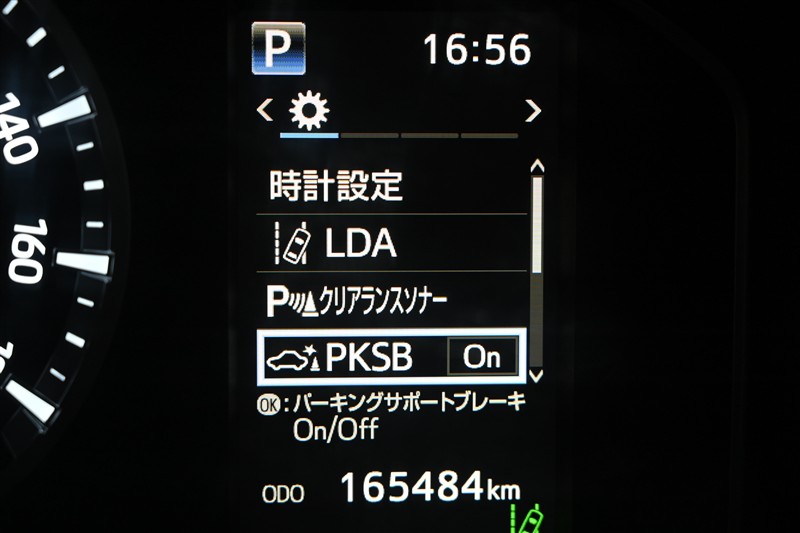 P 16:56
140
時計設定
LDA
160
P クリアランスソナー
PKSB On
OK:パーキングサポートブレーキ
On/Off
ODO 165484km